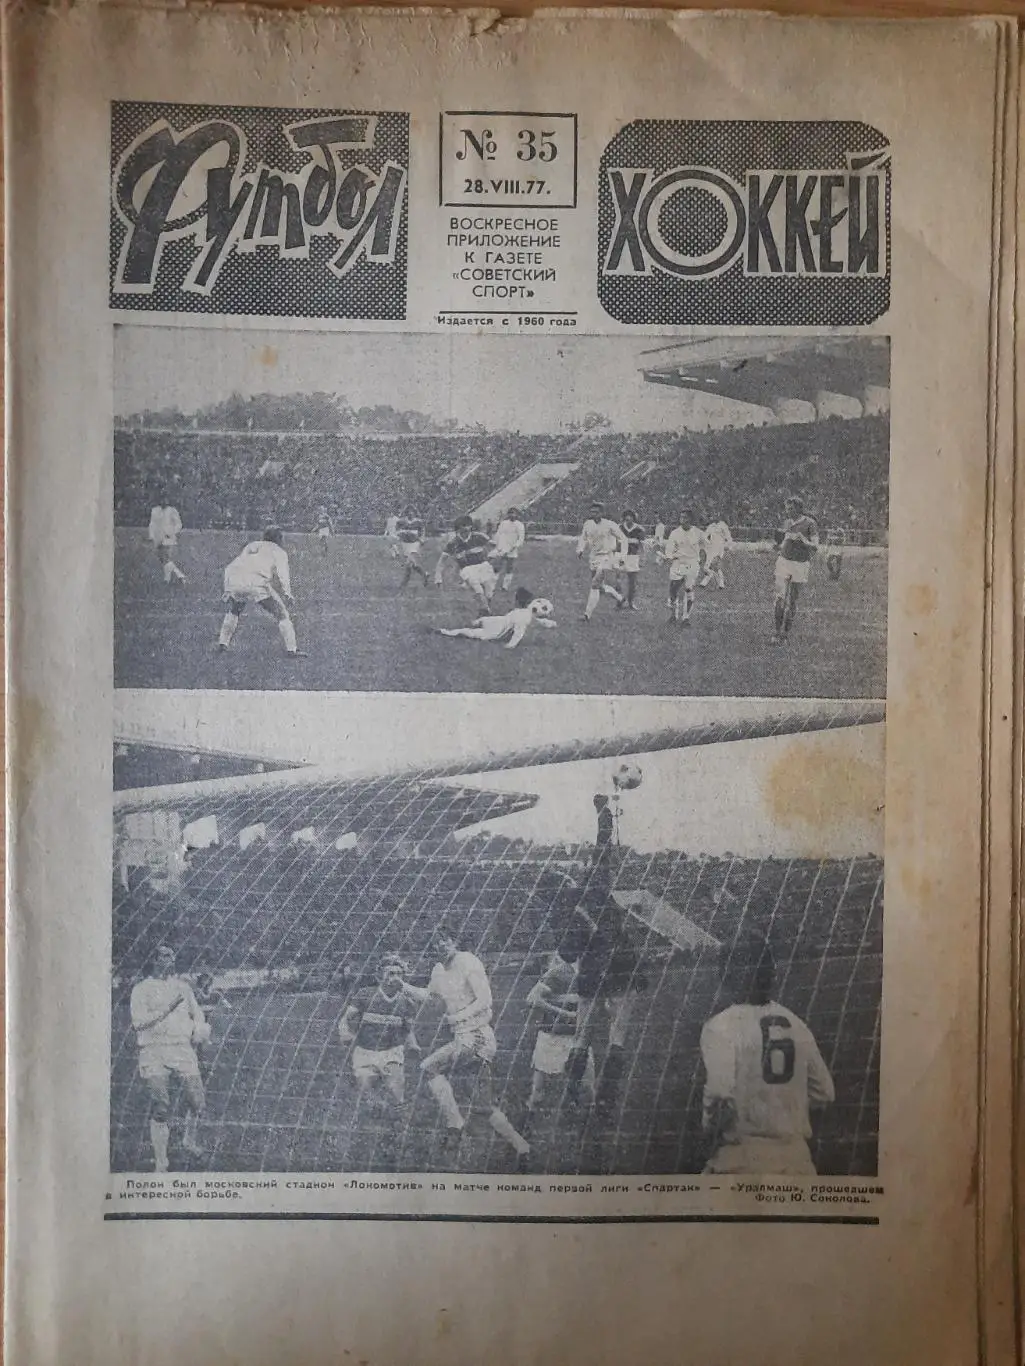 Футбол
№ 35
28.VIII.77.
ВОСКРЕСНОЕ
ПРИЛОЖЕНИЕ
К ГАЗЕТЕ
«СОВЕТСКИЙ
СПОРТ»
Издается с 1960 года
ХОККЕЙ
6
Полон был московский стадион «Локомотив» на матче команд первой лиги «Спартак» — «Уралмаш», прошедшем
в интересной борьбе.
Фото Ю. Соколова.